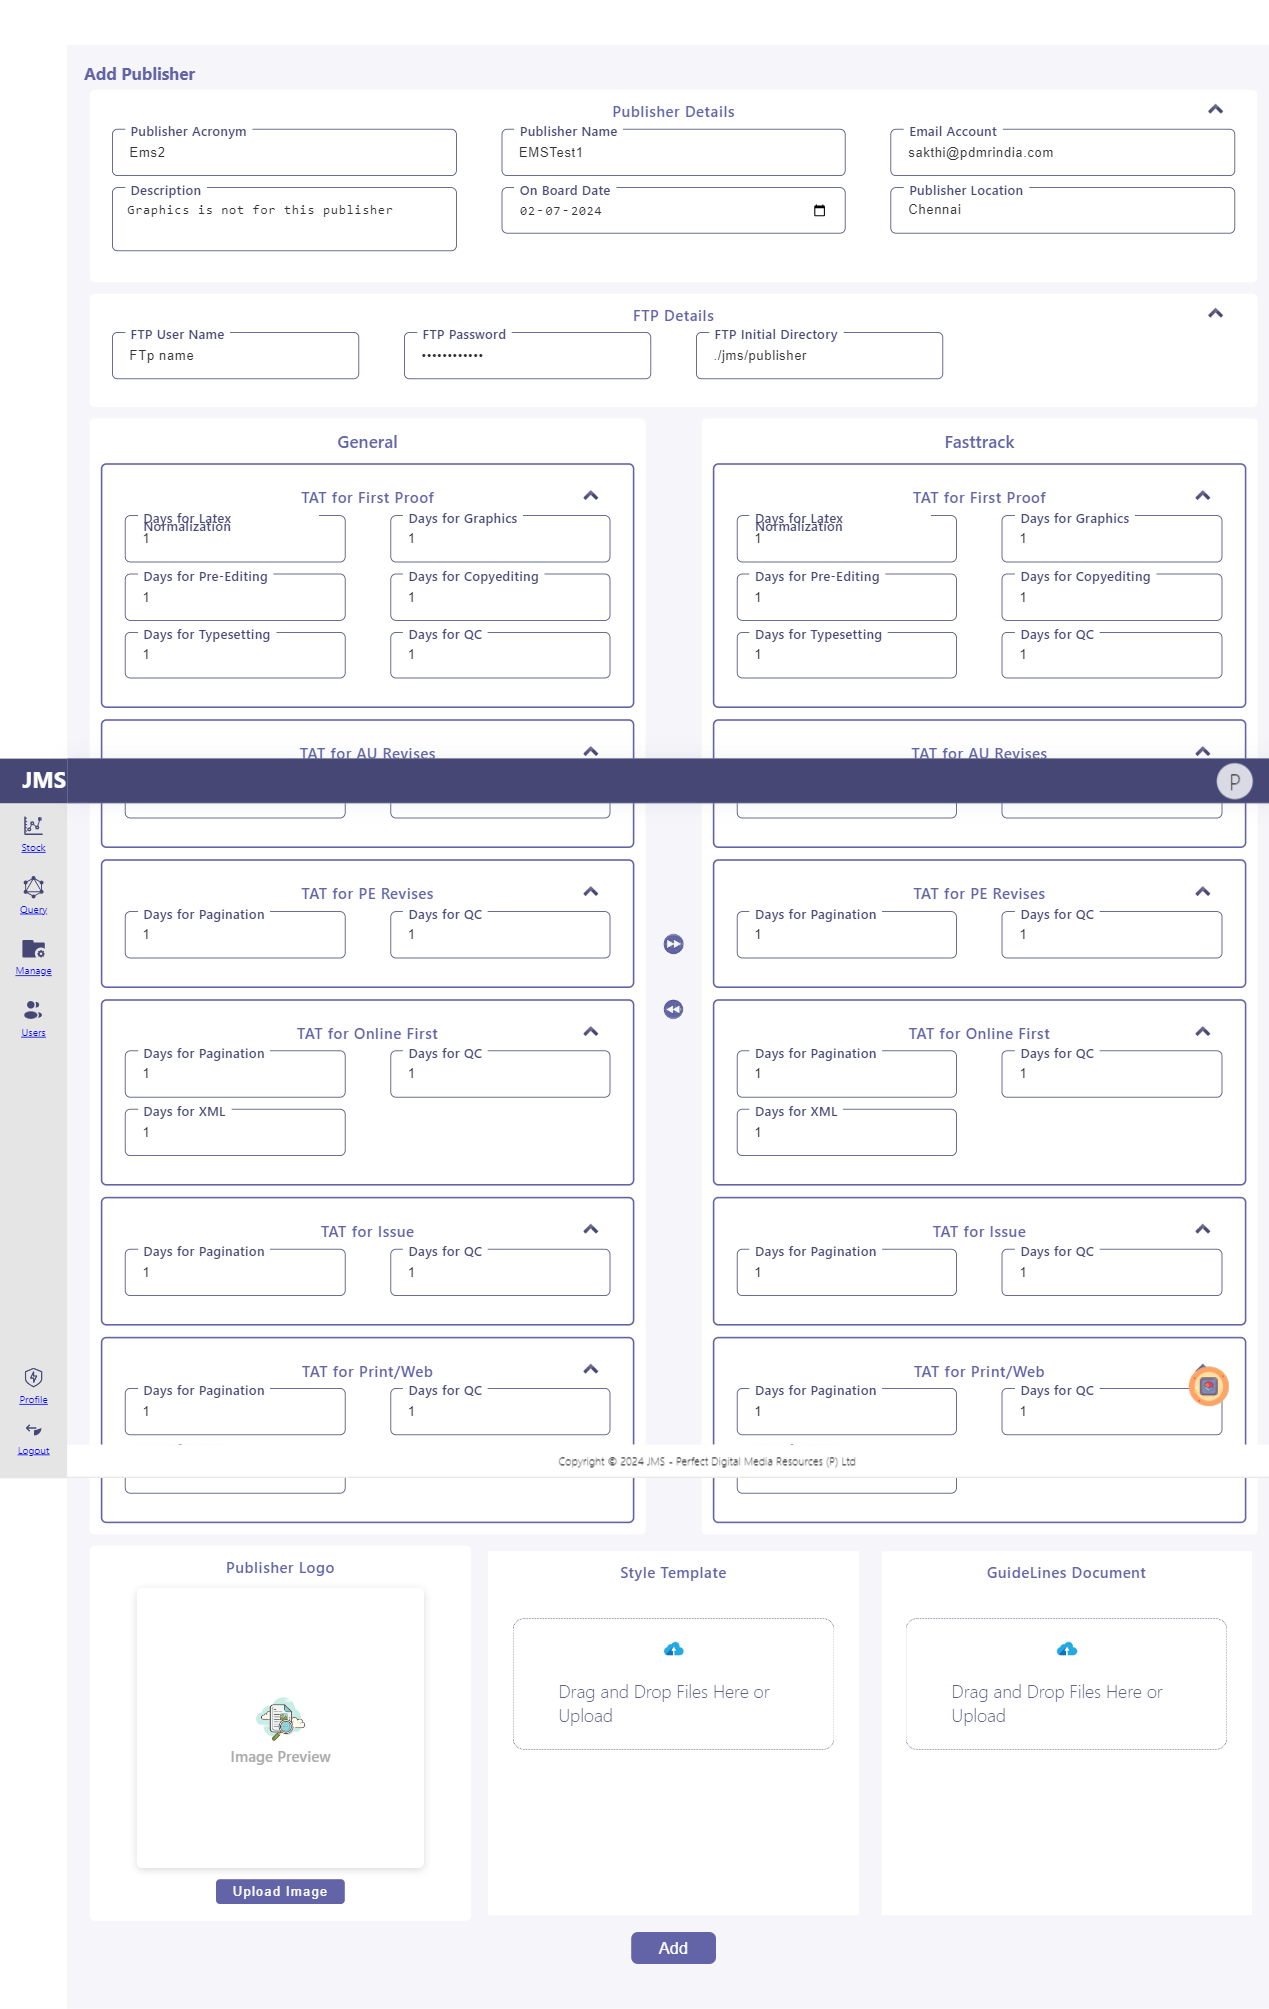 Add Publisher
Publisher Details
Publisher Acronym
Ems2
Publisher Name
EMSTest1
Email Account
sakthi@pdmrindia.com
Description
Graphics is not for this publisher
On Board Date
02-07-2024
Publisher Location
Chennai
FTP Details
FTP User Name
FTp name
FTP Password
••••••••••••
FTP Initial Directory
./jms/publisher
General
TAT for First Proof
Days for Latex
Normalization
1
Days for Graphics
1
Days for Pre-Editing
1
Days for Copyediting
1
Days for Typesetting
1
Days for QC
1
TAT for AU Revises
Fasttrack
TAT for First Proof
Days for Latex
Normalization
1
Days for Graphics
1
Days for Pre-Editing
1
Days for Copyediting
1
Days for Typesetting
1
Days for QC
1
TAT for AU Revises
JMS
P
Stock
Query
Manage
Users
Profile
Logout
TAT for PE Revises
Days for Pagination
1
Days for QC
1
TAT for Online First
Days for Pagination
1
Days for QC
1
Days for XML
1
TAT for Issue
Days for Pagination
1
Days for QC
1
TAT for Print/Web
Days for Pagination
1
Days for QC
1
TAT for PE Revises
Days for Pagination
1
Days for QC
1
TAT for Online First
Days for Pagination
1
Days for QC
1
Days for XML
1
TAT for Issue
Days for Pagination
1
Days for QC
1
TAT for Print/Web
Days for Pagination
1
Days for QC
1
Copyright © 2024 JMS - Perfect Digital Media Resources (P) Ltd
Publisher Logo
Image Preview
Upload Image
Style Template
Drag and Drop Files Here or
Upload
GuideLines Document
Drag and Drop Files Here or
Upload
Add